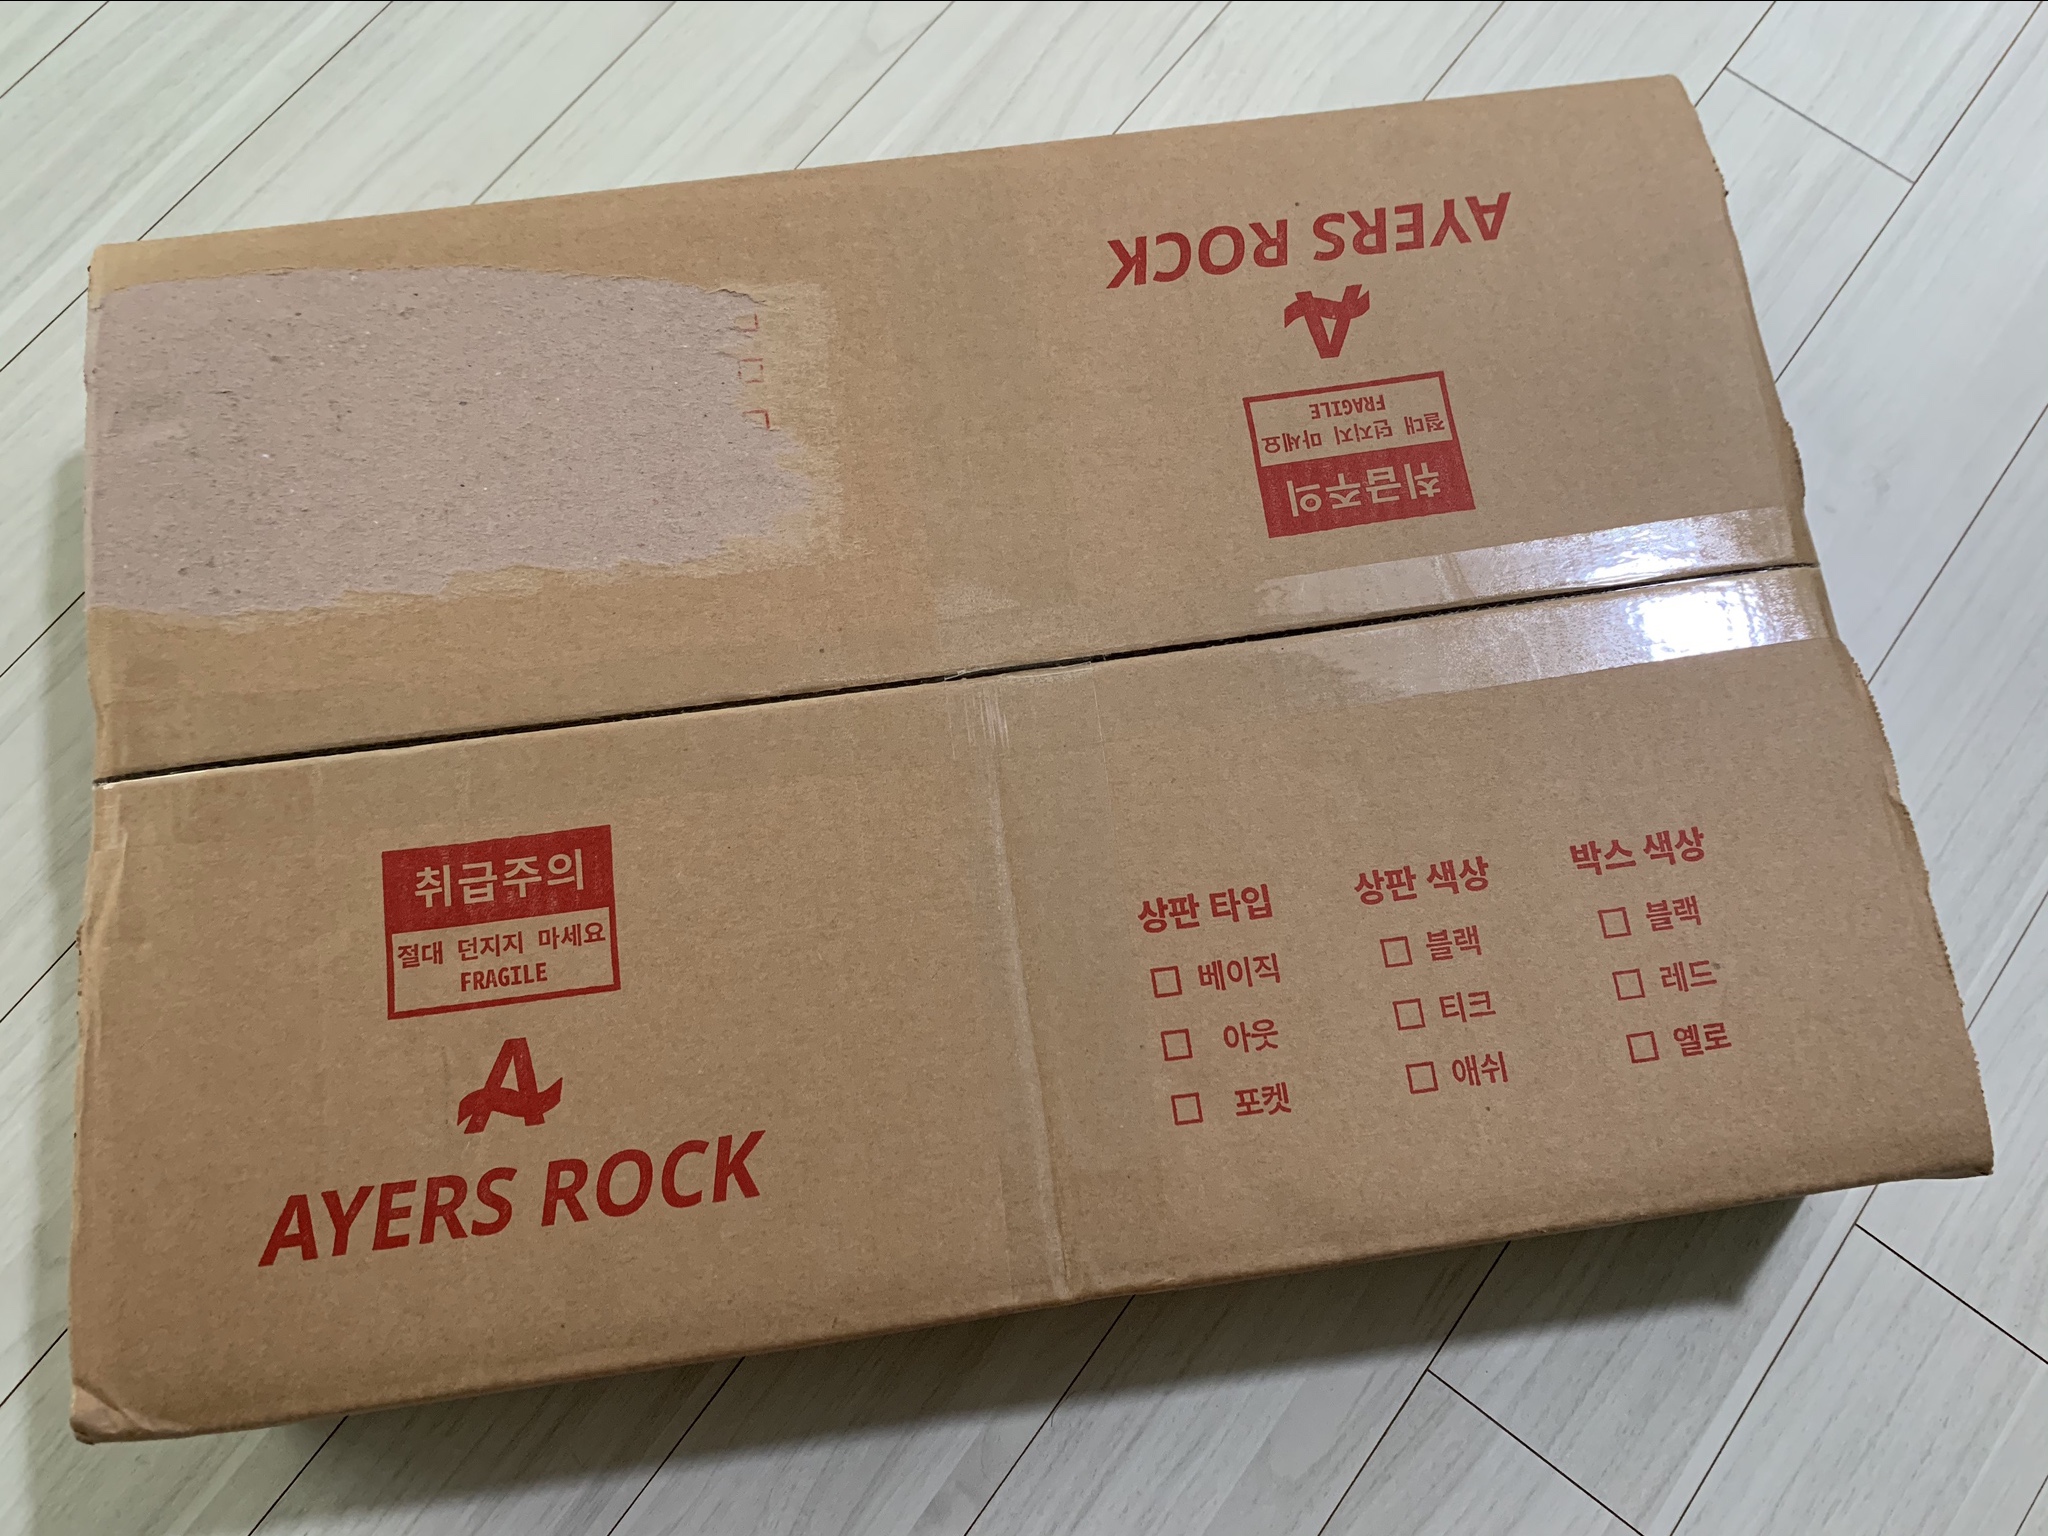 AYERS ROCK
취급주의
절대 던지지 마세요
FRAGILE
취급주의
절대 던지지 마세요
FRAGILE
AYERS ROCK
상판 타입
베이직
아웃
포켓
상판 색상
블랙
티크
애쉬
박스 색상
블랙
레드
옐로